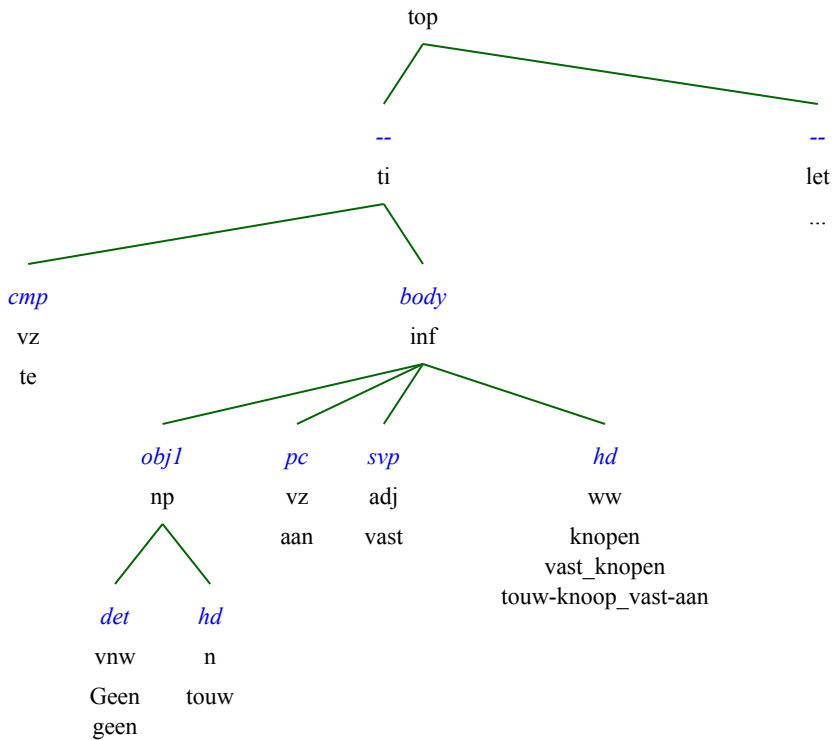 top
-- --
ti let
...
cmp body
vz inf
te
obj1 pc svp hd
np vz adj ww
aan vast knopen
vast_knopen
touw-knoop_vast-aan
det hd
vnw n
Geen touw
geen